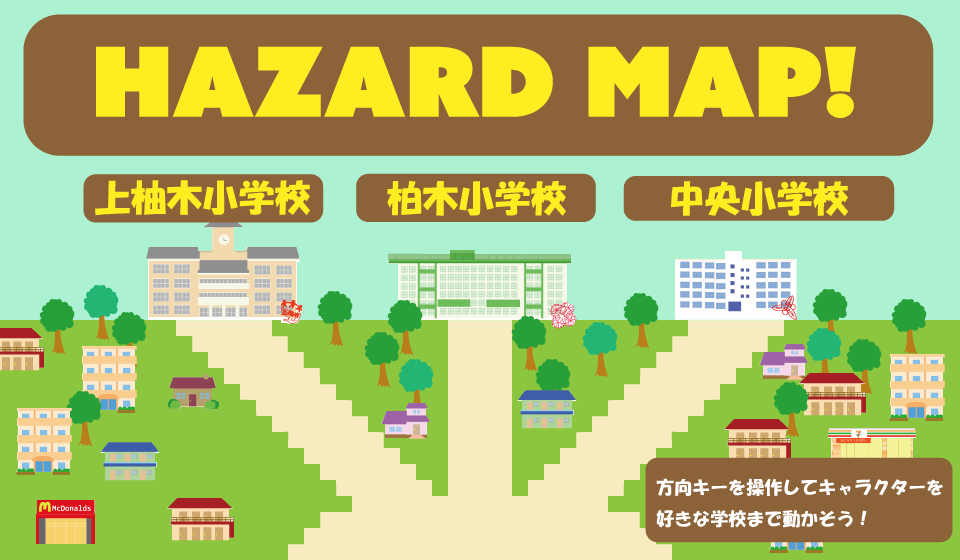 HAZARD MAP!
上柚木小学校
柏木小学校
中央小学校
McDonalds
7
方向キーを操作してキャラクターを
好きな学校まで動かそう！